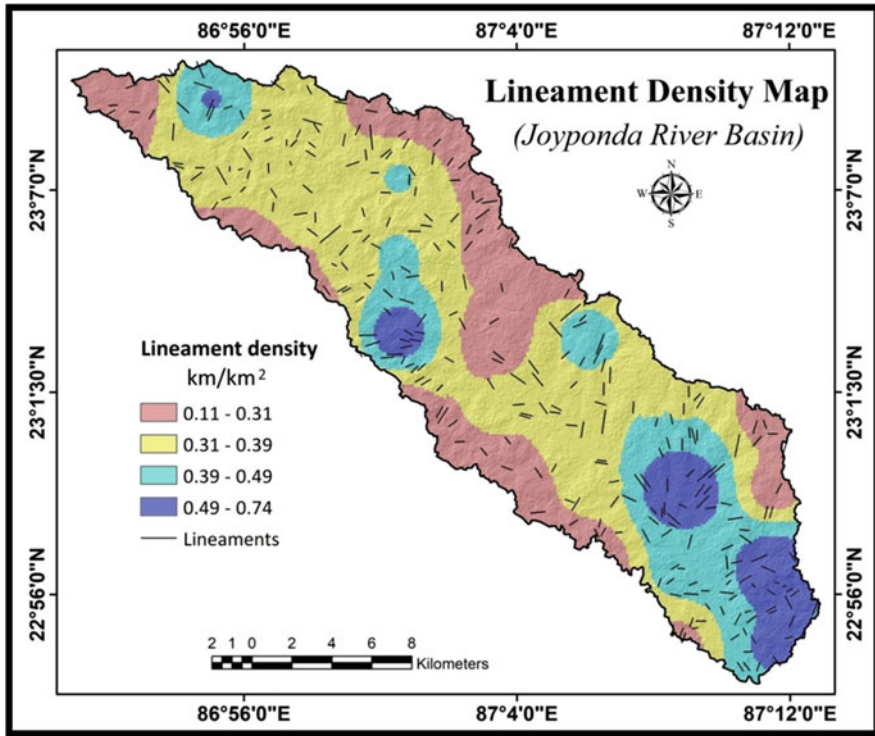 86°56'0"E 87°4'0"E 87°12'0"E
Lineament Density Map
(Joyponda River Basin)
N
W E
S
23°7'0"N 23°7'0"N
Lineament density
km/km²
0.11 - 0.31
0.31 - 0.39
0.39 - 0.49
0.49 - 0.74
Lineaments
23°1'30"N 23°1'30"N
22°56'0"N 22°56'0"N
2 1 0 2 4 6 8
Kilometers
86°56'0"E 87°4'0"E 87°12'0"E